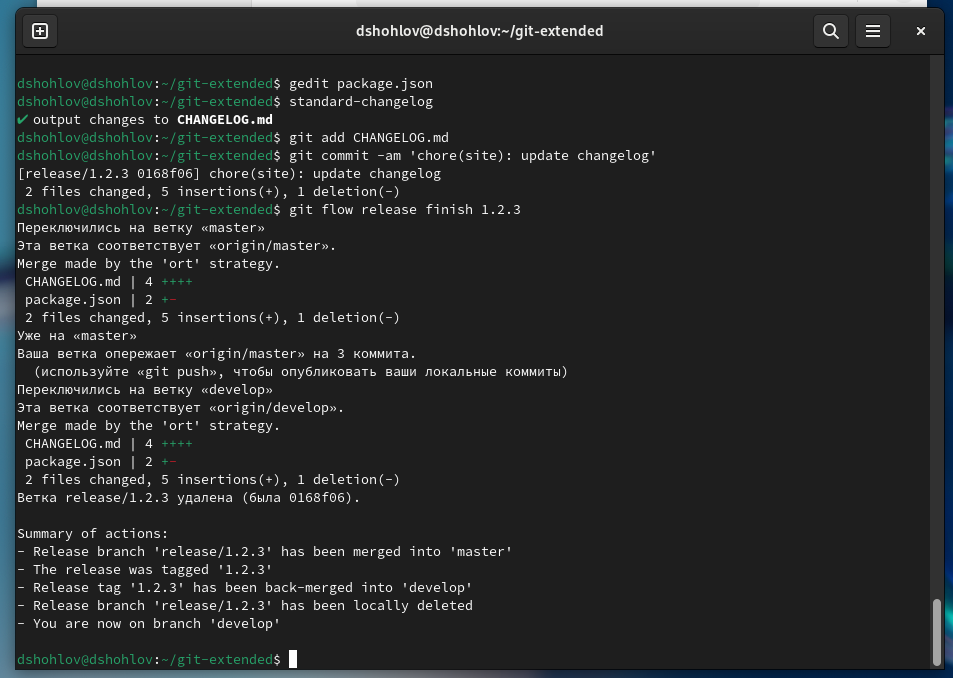 dshohlov@dshohlov:~/git-extended
dshohlov@dshohlov:~/git-extended$ gedit package.json
dshohlov@dshohlov:~/git-extended$ standard-changelog
✔ output changes to CHANGELOG.md
dshohlov@dshohlov:~/git-extended$ git add CHANGELOG.md
dshohlov@dshohlov:~/git-extended$ git commit -am 'chore(site): update changelog'
[release/1.2.3 0168f06] chore(site): update changelog
 2 files changed, 5 insertions(+), 1 deletion(-)
dshohlov@dshohlov:~/git-extended$ git flow release finish 1.2.3
Переключились на ветку «master»
Эта ветка соответствует «origin/master».
Merge made by the 'ort' strategy.
 CHANGELOG.md | 4 ++++
 package.json | 2 +-
 2 files changed, 5 insertions(+), 1 deletion(-)
Уже на «master»
Ваша ветка опережает «origin/master» на 3 коммита.
  (используйте «git push», чтобы опубликовать ваши локальные коммиты)
Переключились на ветку «develop»
Эта ветка соответствует «origin/develop».
Merge made by the 'ort' strategy.
 CHANGELOG.md | 4 ++++
 package.json | 2 +-
 2 files changed, 5 insertions(+), 1 deletion(-)
Ветка release/1.2.3 удалена (была 0168f06).
Summary of actions:
- Release branch 'release/1.2.3' has been merged into 'master'
- The release was tagged '1.2.3'
- Release tag '1.2.3' has been back-merged into 'develop'
- Release branch 'release/1.2.3' has been locally deleted
- You are now on branch 'develop'
dshohlov@dshohlov:~/git-extended$